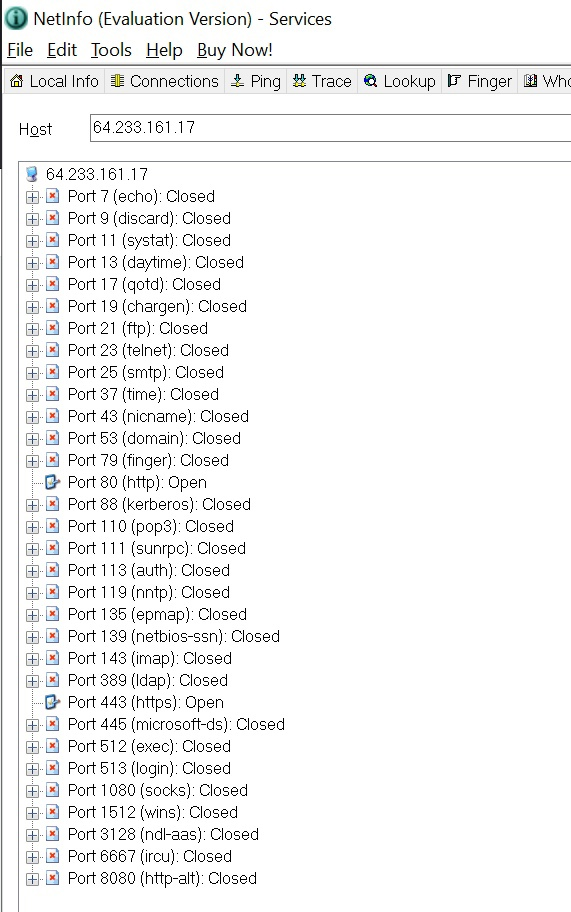 NetInfo (Evaluation Version) - Services
File Edit Tools Help Buy Now!
Local Info Connections Ping Trace Lookup Finger
Host 64.233.161.17
64.233.161.17
Port 7 (echo): Closed
Port 9 (discard): Closed
Port 11 (systat): Closed
Port 13 (daytime): Closed
Port 17 (qotd): Closed
Port 19 (chargen): Closed
Port 21 (ftp): Closed
Port 23 (telnet): Closed
Port 25 (smtp): Closed
Port 37 (time): Closed
Port 43 (nicname): Closed
Port 53 (domain): Closed
Port 79 (finger): Closed
Port 80 (http): Open
Port 88 (kerberos): Closed
Port 110 (pop3): Closed
Port 111 (sunrpc): Closed
Port 113 (auth): Closed
Port 119 (nntp): Closed
Port 135 (epmap): Closed
Port 139 (netbios-ssn): Closed
Port 143 (imap): Closed
Port 389 (ldap): Closed
Port 443 (https): Open
Port 445 (microsoft-ds): Closed
Port 512 (exec): Closed
Port 513 (login): Closed
Port 1080 (socks): Closed
Port 1512 (wins): Closed
Port 3128 (ndl-aas): Closed
Port 6667 (ircu): Closed
Port 8080 (http-alt): Closed